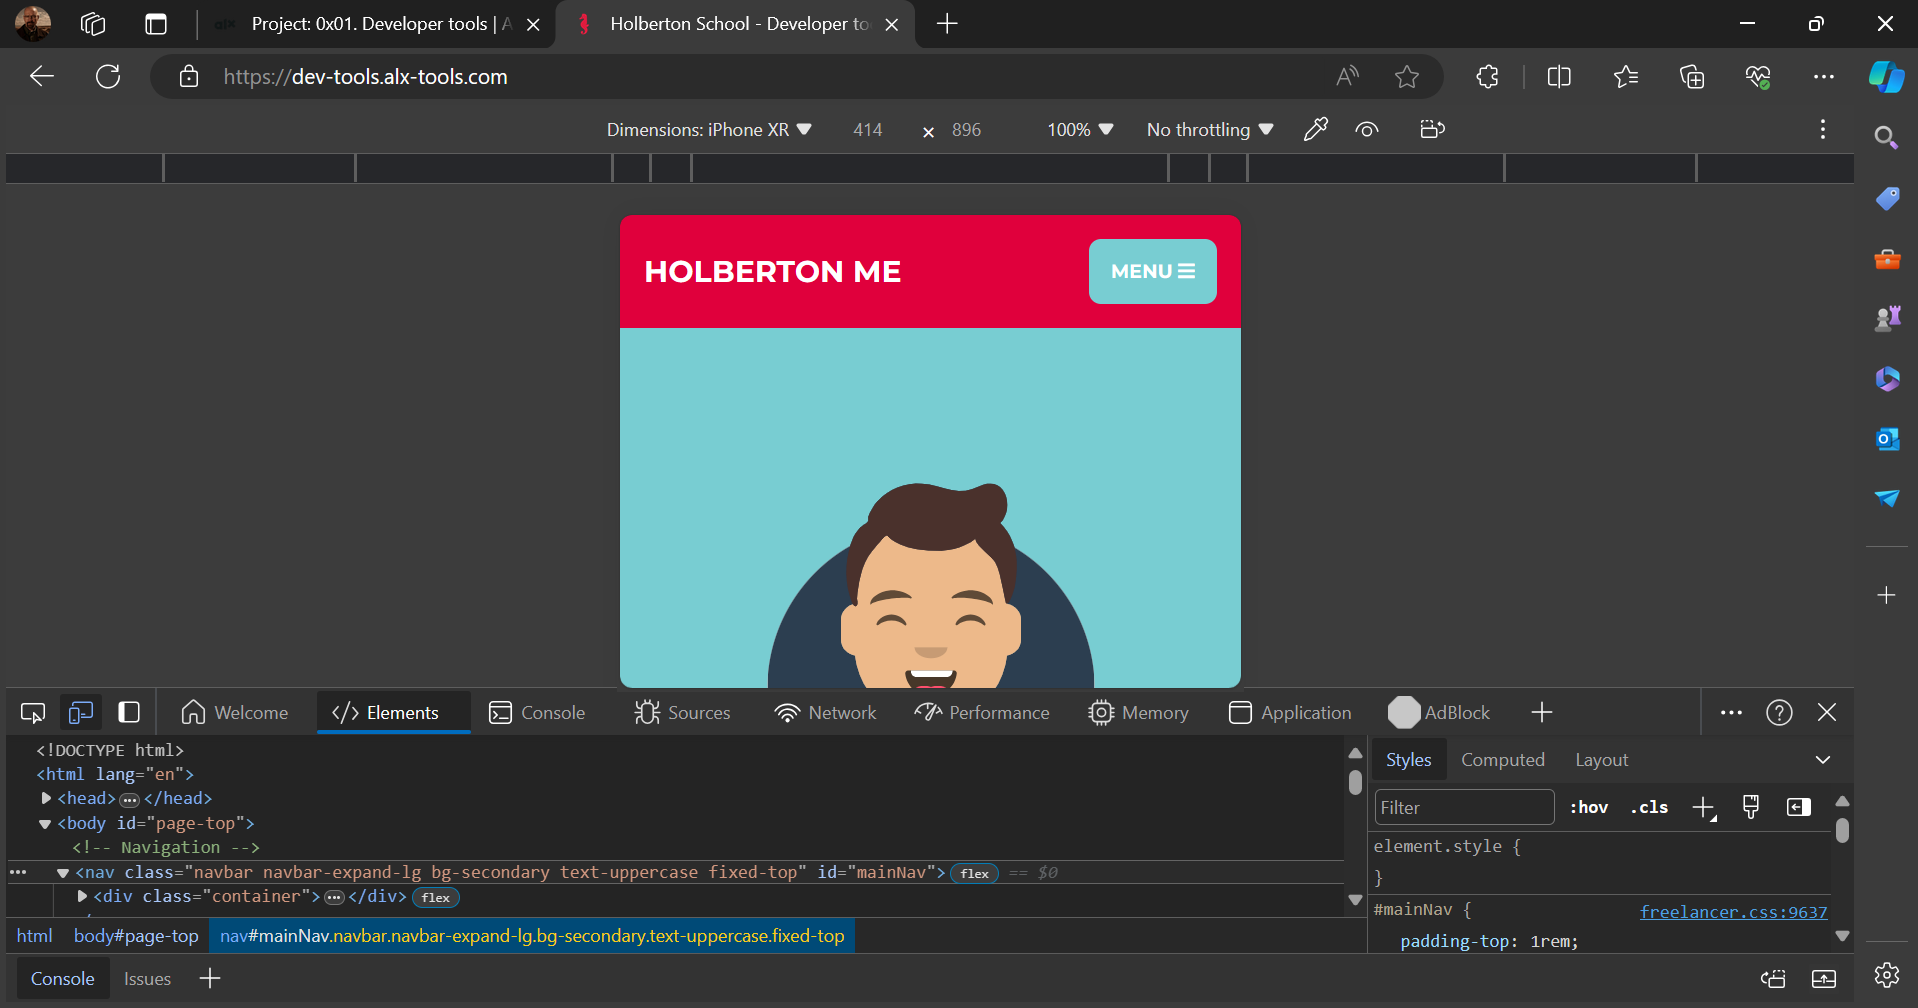 alx Project: 0x01. Developer tools | A
Holberton School - Developer to
https://dev-tools.alx-tools.com
Dimensions: iPhone XR 414 × 896 100% No throttling
HOLBERTON ME
MENU
Welcome Elements Console Sources Network Performance Memory Application AdBlock
<!DOCTYPE html>
<html lang="en">
<head>…</head>
<body id="page-top">
<!-- Navigation -->
<nav class="navbar navbar-expand-lg bg-secondary text-uppercase fixed-top" id="mainNav"> flex == $0
<div class="container">…</div> flex
html body#page-top nav#mainNav.navbar.navbar-expand-lg.bg-secondary.text-uppercase.fixed-top
Styles Computed Layout
Filter :hov .cls
element.style {
}
#mainNav { freelancer.css:9637
padding-top: 1rem;
Console Issues